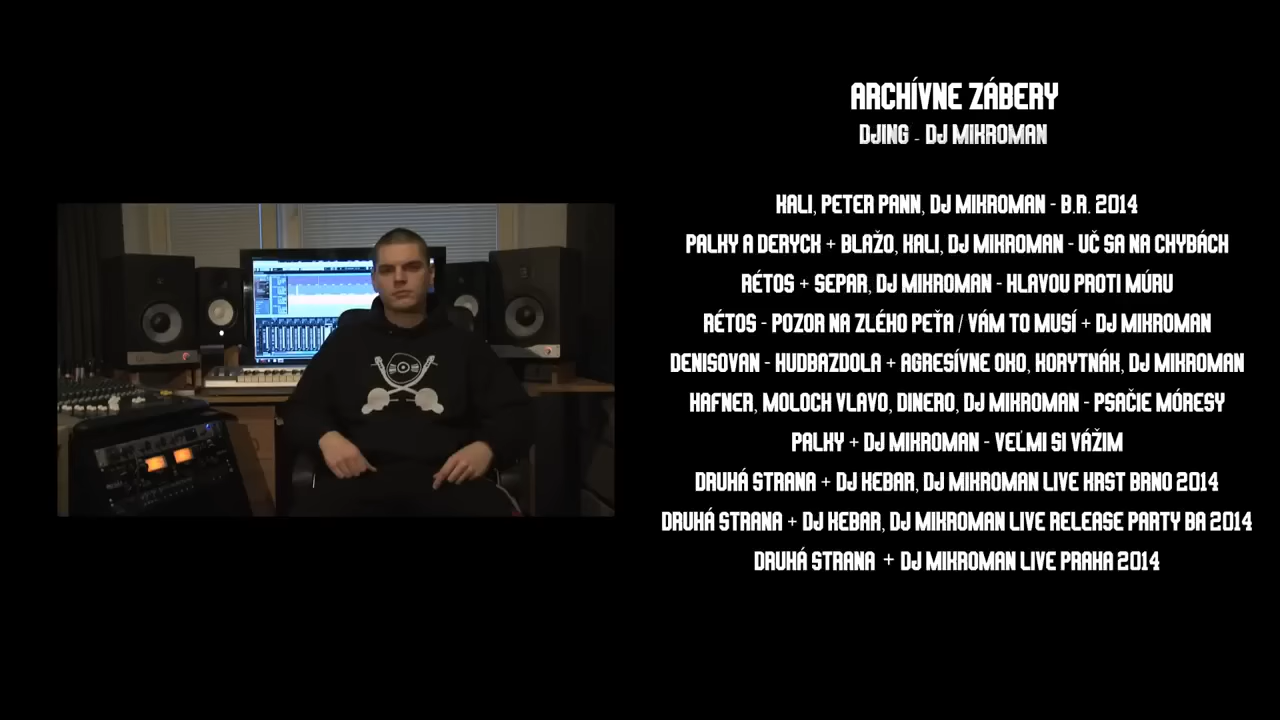 ARCHÍVNE ZÁBERY
DJING - DJ MIKROMAN
KALI, PETER PANN, DJ MIKROMAN - B.R. 2014
PALKY A DERYCK + BLAŽO, KALI, DJ MIKROMAN - UČ SA NA CHYBÁCH
RÉTOS + SEPAR, DJ MIKROMAN - HLAVOU PROTI MÚRU
RÉTOS - POZOR NA ZLÉHO PEŤA / VÁM TO MUSÍ + DJ MIKROMAN
DENISOVAN - HUDBAZDOLA + AGRESÍVNE OKO, KORYTNÁK, DJ MIKROMAN
HAFNER, MOLOCH VLAVO, DINERO, DJ MIKROMAN - PSAČIE MÓRESY
PALKY + DJ MIKROMAN - VEĽMI SI VÁŽIM
DRUHÁ STRANA + DJ KEBAR, DJ MIKROMAN LIVE KRST BRNO 2014
DRUHÁ STRANA + DJ KEBAR, DJ MIKROMAN LIVE RELEASE PARTY BA 2014
DRUHÁ STRANA + DJ MIKROMAN LIVE PRAHA 2014